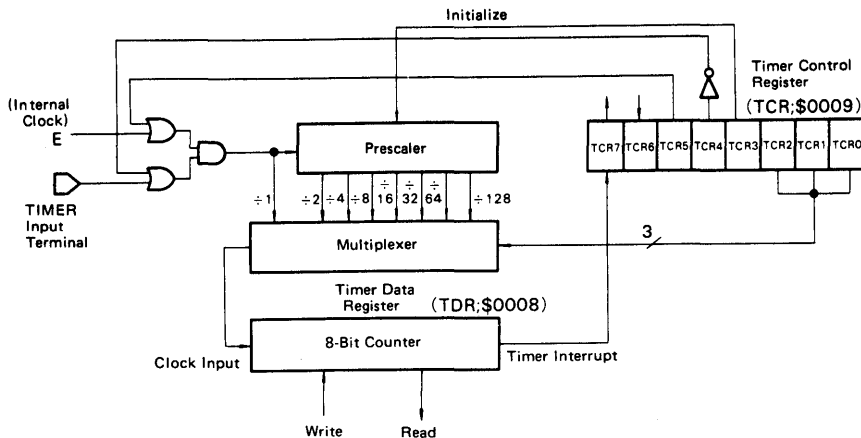 Initialize
Timer Control
Register
(TCR;$0009)
(Internal
Clock)
E
TIMER
Input
Terminal
Prescaler
TCR7 TCR6 TCR5 TCR4 TCR3 TCR2 TCR1 TCR0
÷1 ÷2 ÷4 ÷8 ÷16 ÷32 ÷64 ÷128
Multiplexer
3
Timer Data
Register
(TDR;$0008)
8-Bit Counter
Clock Input
Timer Interrupt
Write
Read